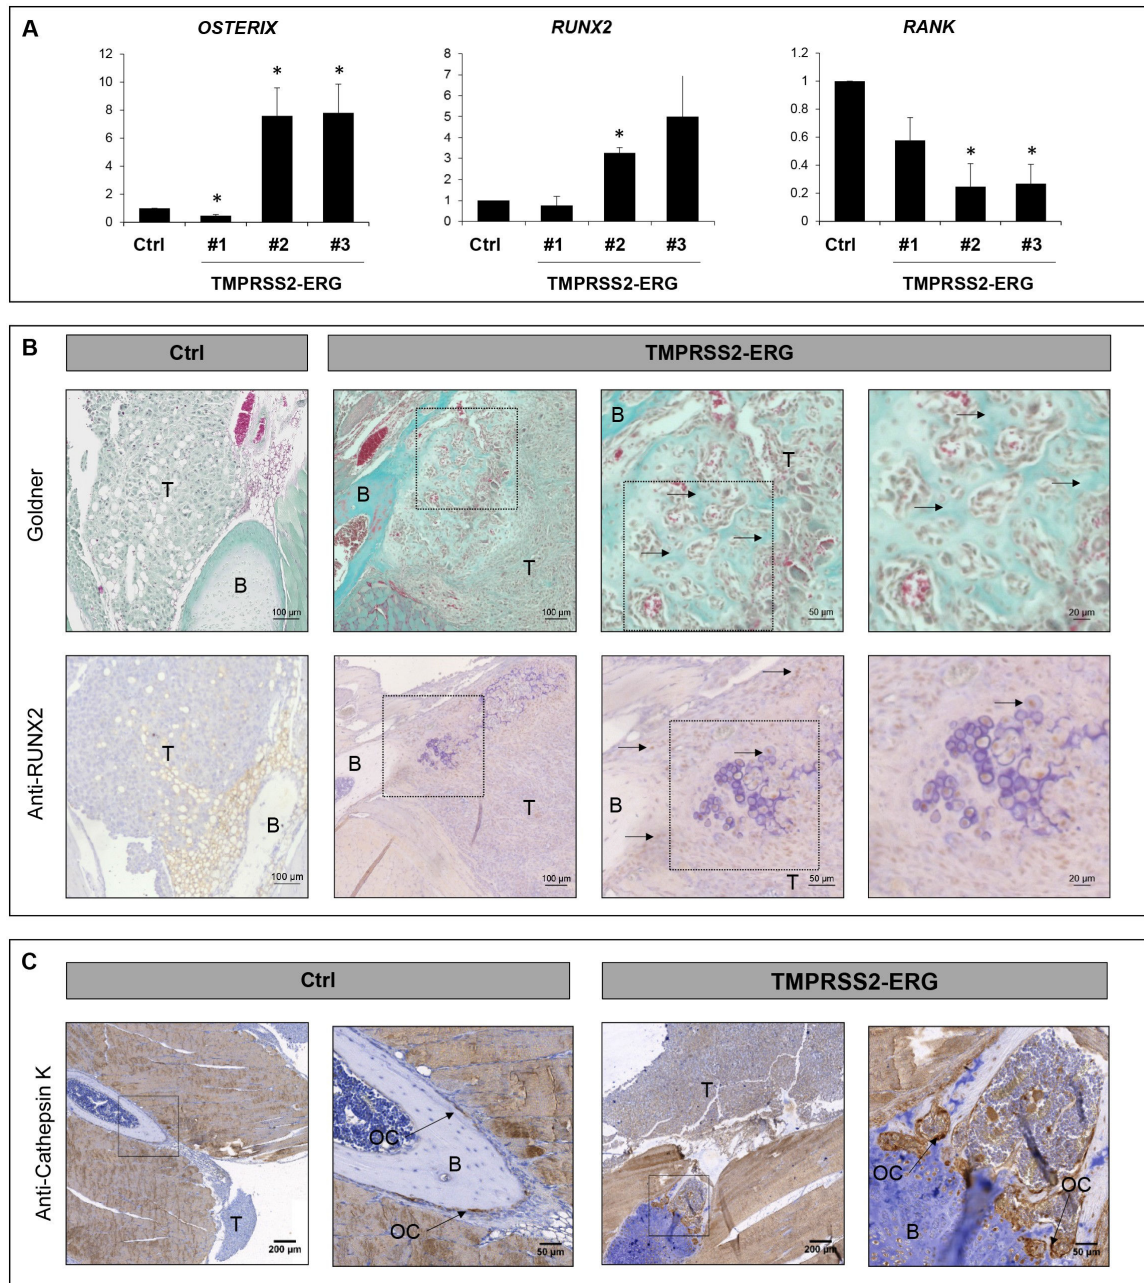 A
OSTERIX
RUNX2
RANK
12
10
8
6
4
2
0
Ctrl
#1
#2
#3
TMPRSS2-ERG
*
*
*
8
7
6
5
4
3
2
1
0
Ctrl
#1
#2
#3
TMPRSS2-ERG
*
1.2
1
0.8
0.6
0.4
0.2
0
Ctrl
#1
#2
#3
TMPRSS2-ERG
*
*
B
Ctrl
TMPRSS2-ERG
Goldner
T
B
100 µm
B
T
100 µm
B
T
50 µm
20 µm
Anti-RUNX2
T
B
100 µm
B
T
100 µm
B
T
50 µm
20 µm
C
Ctrl
TMPRSS2-ERG
Anti-Cathepsin K
T
200 µm
OC
B
OC
50 µm
T
200 µm
OC
OC
B
50 µm